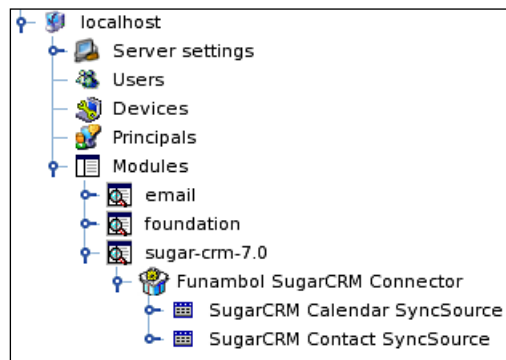 localhost
Server settings
Users
Devices
Principals
Modules
email
foundation
sugar-crm-7.0
Funambol SugarCRM Connector
SugarCRM Calendar SyncSource
SugarCRM Contact SyncSource